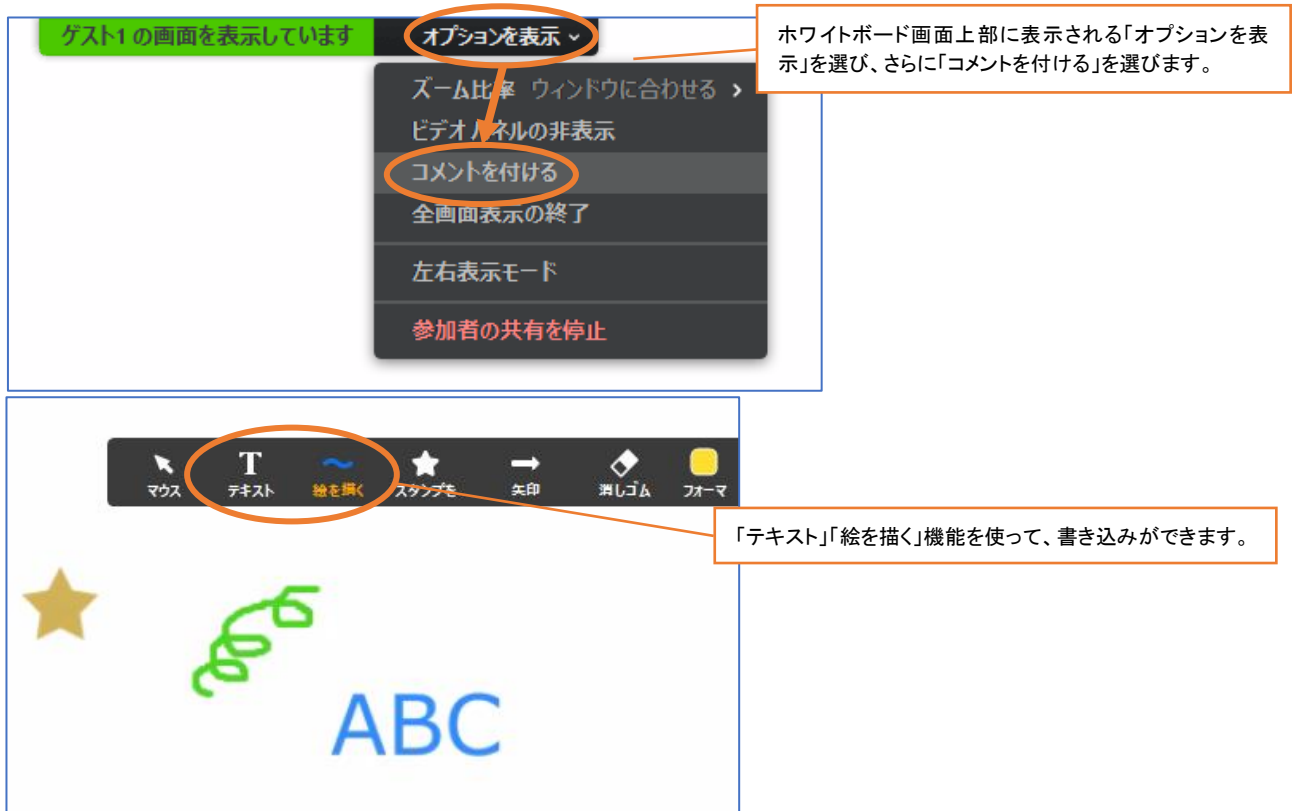 ゲスト1 の画面を表示しています
オプションを表示
ホワイトボード画面上部に表示される「オプションを表
示」を選び、さらに「コメントを付ける」を選びます。
ズーム比率 ウィンドウに合わせる
ビデオ パネルの非表示
コメントを付ける
全画面表示の終了
左右表示モード
参加者の共有を停止
マウス
T
テキスト
絵を描く
スタンプを
矢印
消しゴム
フォーマ
「テキスト」「絵を描く」機能を使って、書き込みができます。
ABC